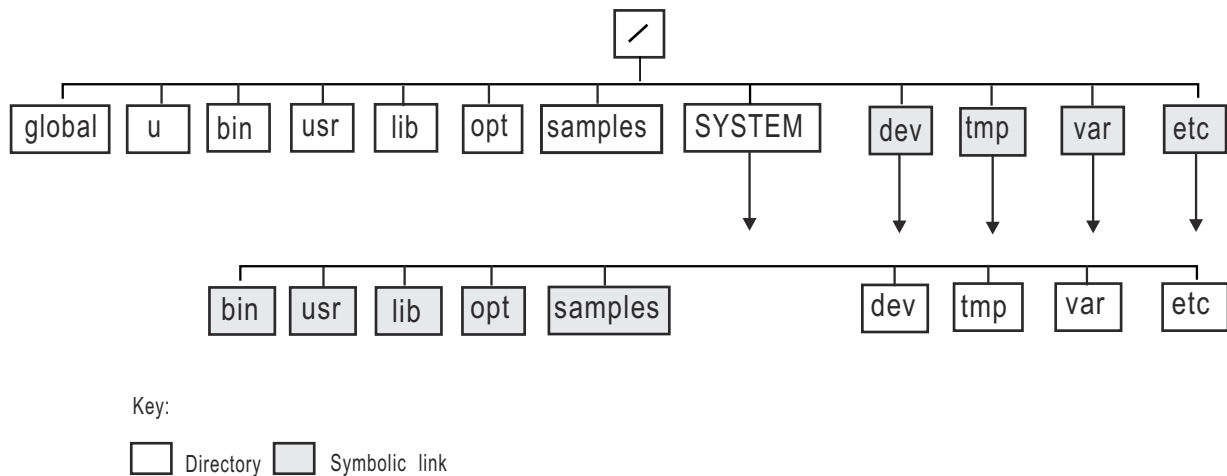 /
global u bin usr lib opt samples SYSTEM dev tmp var etc
bin usr lib opt samples dev tmp var etc
Key:
Directory Symbolic link